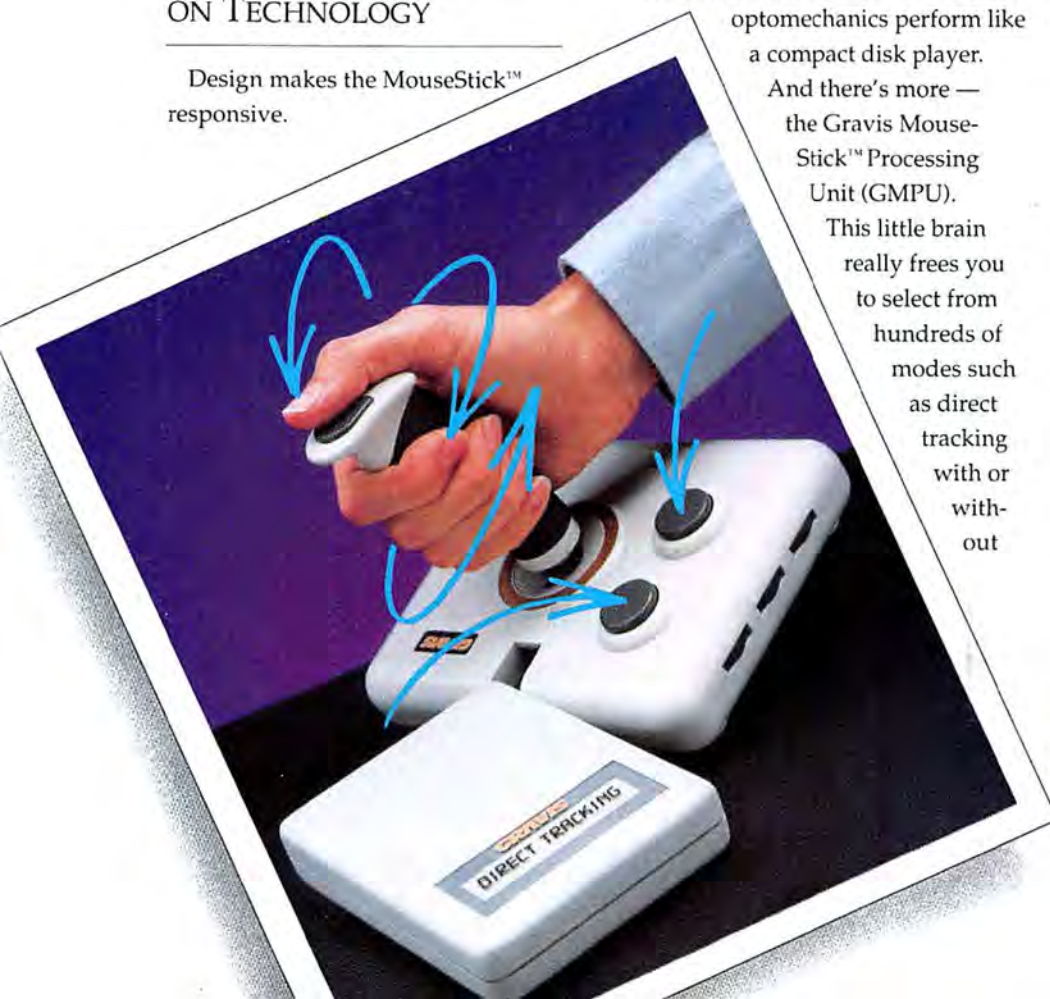 ON TECHNOLOGY
Design makes the MouseStick™
responsive.
optomechanics perform like
a compact disk player.
And there's more —
the Gravis Mouse-
Stick™ Processing
Unit (GMPU).
This little brain
really frees you
to select from
hundreds of
modes such
as direct
tracking
with or
with-
out
GRAVIS
GRAVIS
DIRECT TRACKING